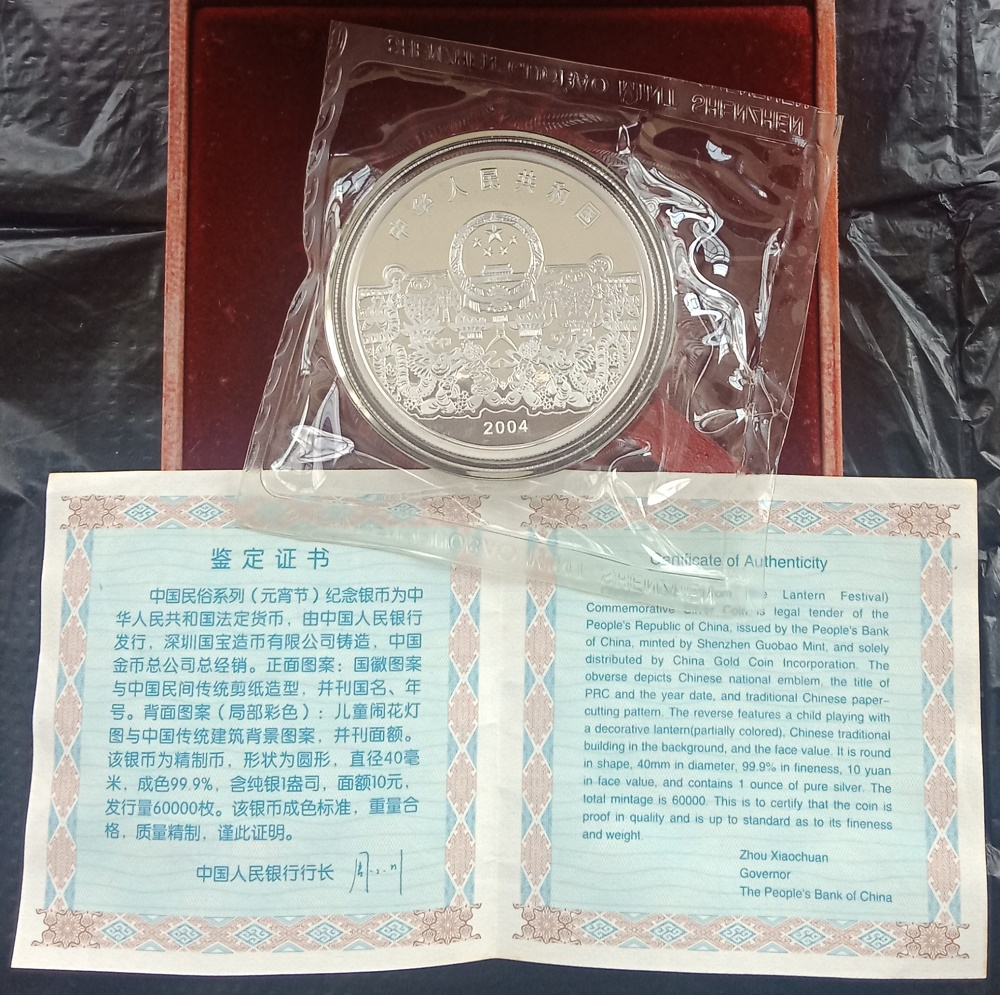 SHENZHEN GUOBAO MINT SHENZHEN
中华人民共和国
2004
鉴定证书
中国民俗系列（元宵节）纪念银币为中
华人民共和国法定货币，由中国人民银行
发行，深圳国宝造币有限公司铸造，中国
金币总公司总经销。正面图案：国徽图案
与中国民间传统剪纸造型，并刊国名、年
号。背面图案（局部彩色）：儿童闹花灯
图与中国传统建筑背景图案，并刊面额。
该银币为精制币，形状为圆形，直径40毫
米，成色99.9%，含纯银1盎司，面额10元，
发行量60000枚。该银币成色标准，重量合
格，质量精制，谨此证明。
中国人民银行行长
Certificate of Authenticity
Lantern Festival)
Commemorative Silver Coin is legal tender of the
People's Republic of China, issued by the People's Bank
of China, minted by Shenzhen Guobao Mint, and solely
distributed by China Gold Coin Incorporation. The
obverse depicts Chinese national emblem, the title of
PRC and the year date, and traditional Chinese paper-
cutting pattern. The reverse features a child playing with
a decorative lantern(partially colored), Chinese traditional
building in the background, and the face value. It is round
in shape, 40mm in diameter, 99.9% in fineness, 10 yuan
in face value, and contains 1 ounce of pure silver. The
total mintage is 60000. This is to certify that the coin is
proof in quality and is up to standard as to its fineness
and weight.
Zhou Xiaochuan
Governor
The People's Bank of China